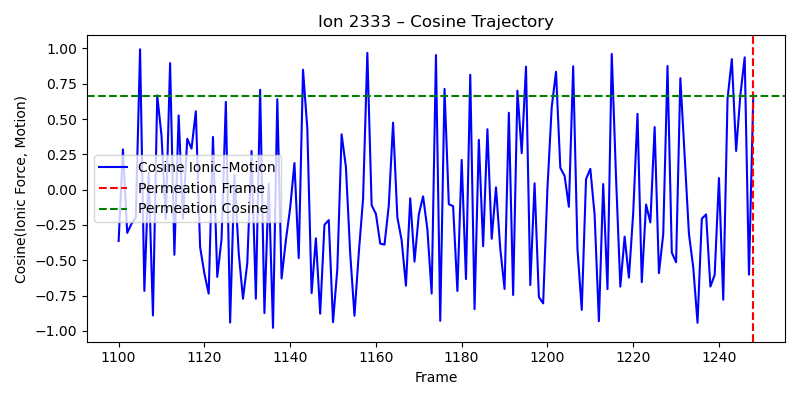 Ion 2333 – Cosine Trajectory
Cosine(Ionic Force, Motion)
1.00
0.75
0.50
0.25
0.00
−0.25
−0.50
−0.75
−1.00
Cosine Ionic–Motion
Permeation Frame
Permeation Cosine
1100 1120 1140 1160 1180 1200 1220 1240
Frame